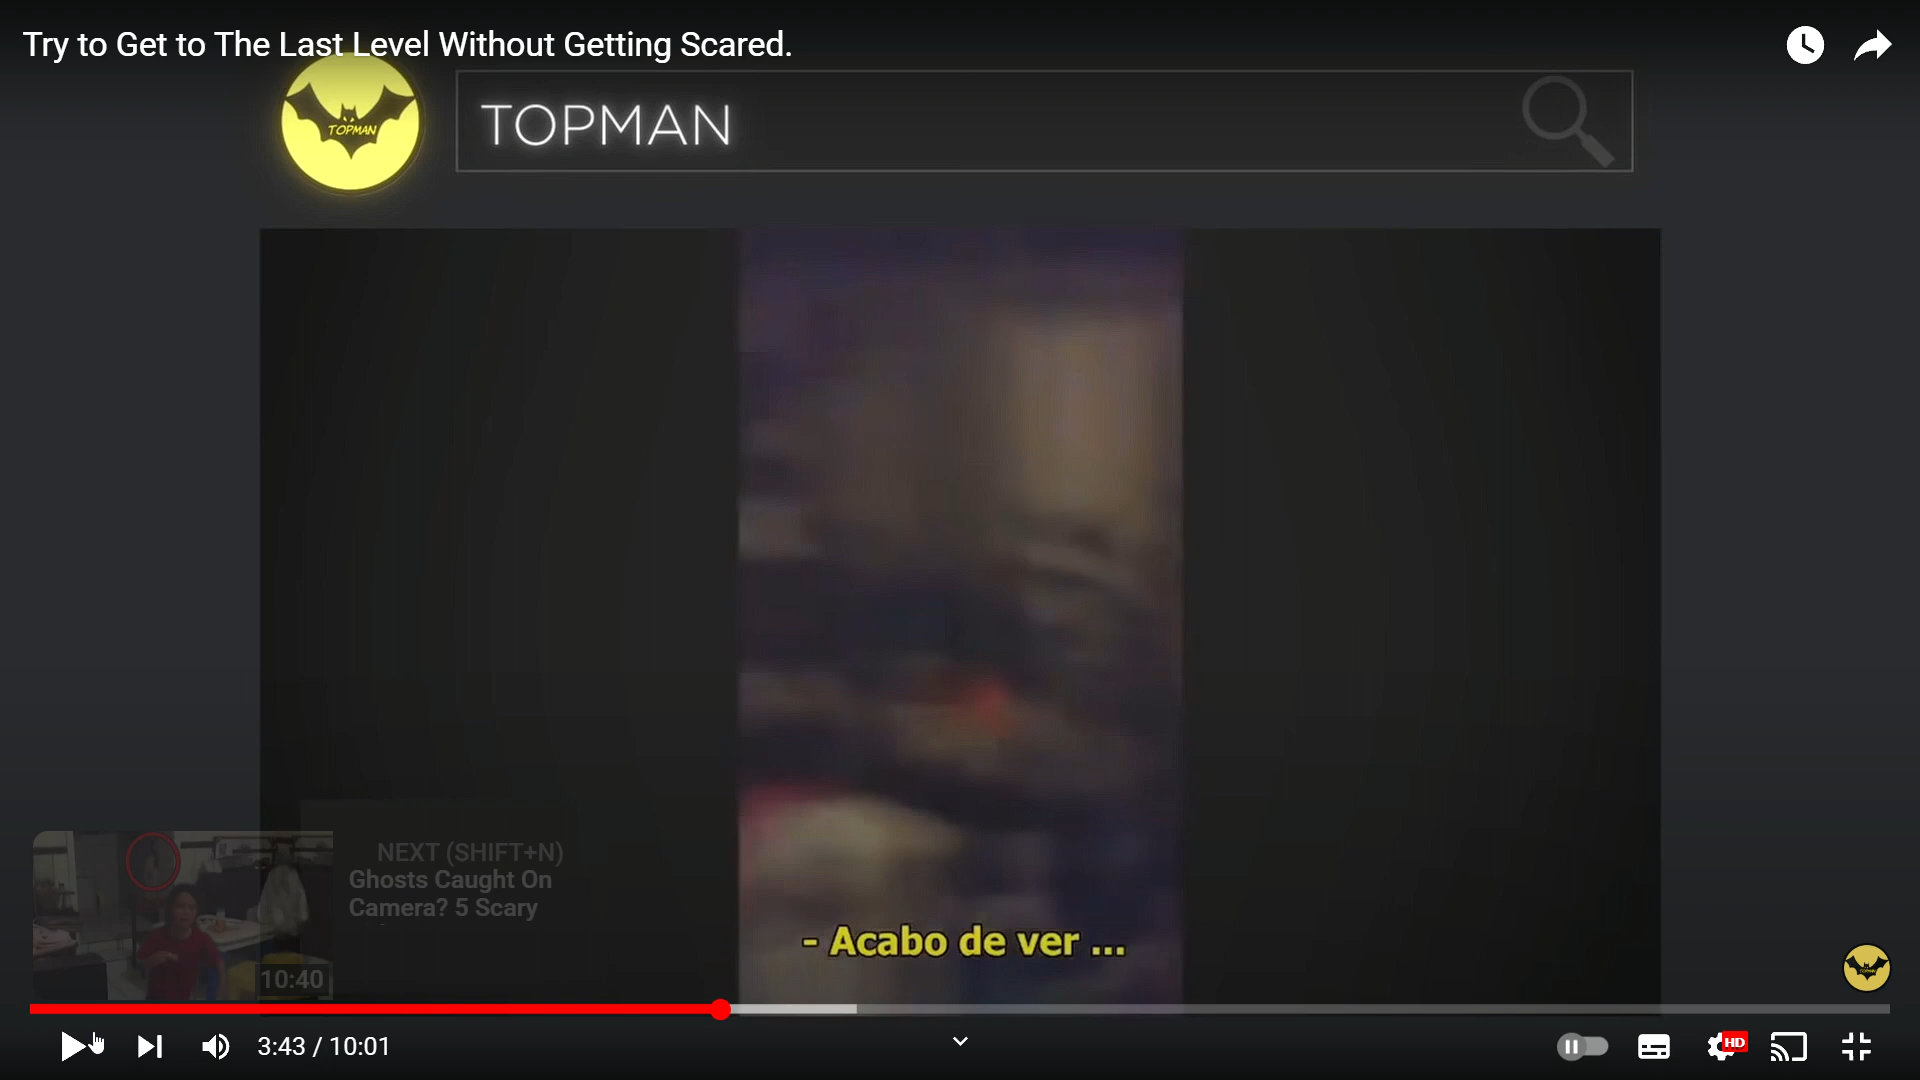 Try to Get to The Last Level Without Getting Scared.
TOPMAN
TOPMAN
- Acabo de ver ...
NEXT (SHIFT+N)
Ghosts Caught On
Camera? 5 Scary
10:40
3:43 / 10:01
HD